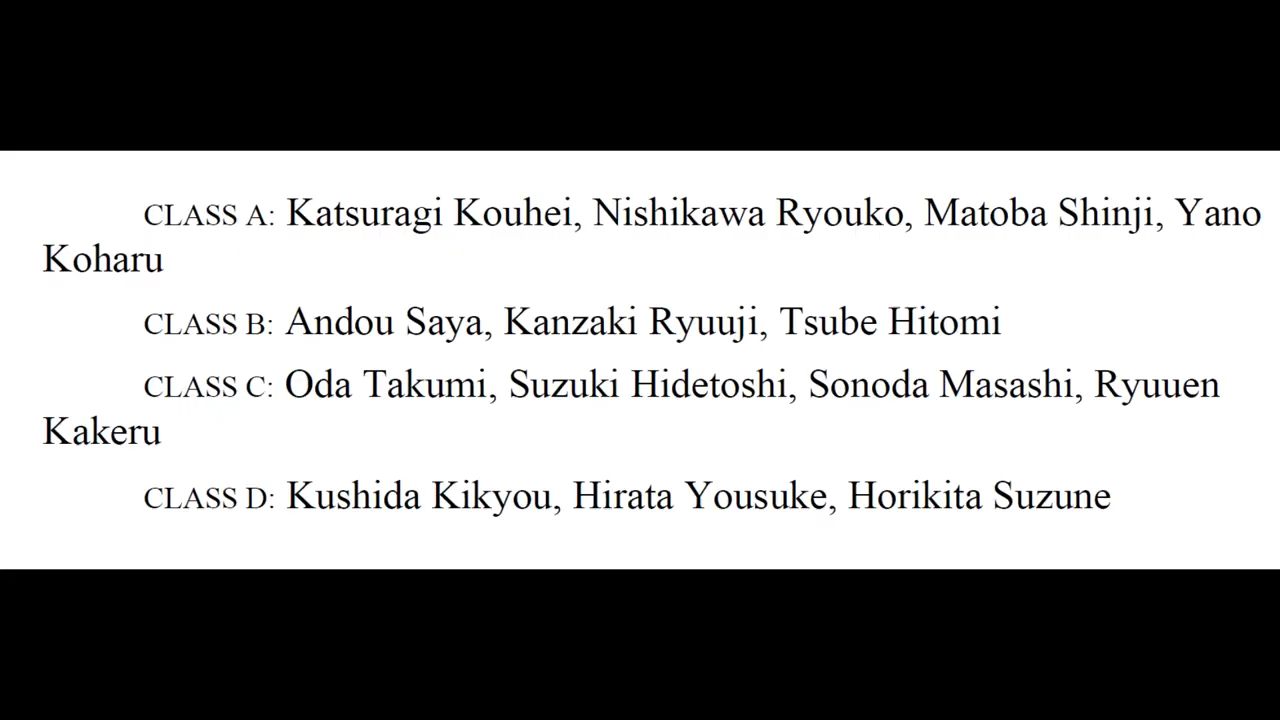 CLASS A: Katsuragi Kouhei, Nishikawa Ryouko, Matoba Shinji, Yano
Koharu
CLASS B: Andou Saya, Kanzaki Ryuuji, Tsube Hitomi
CLASS C: Oda Takumi, Suzuki Hidetoshi, Sonoda Masashi, Ryuuen
Kakeru
CLASS D: Kushida Kikyou, Hirata Yousuke, Horikita Suzune